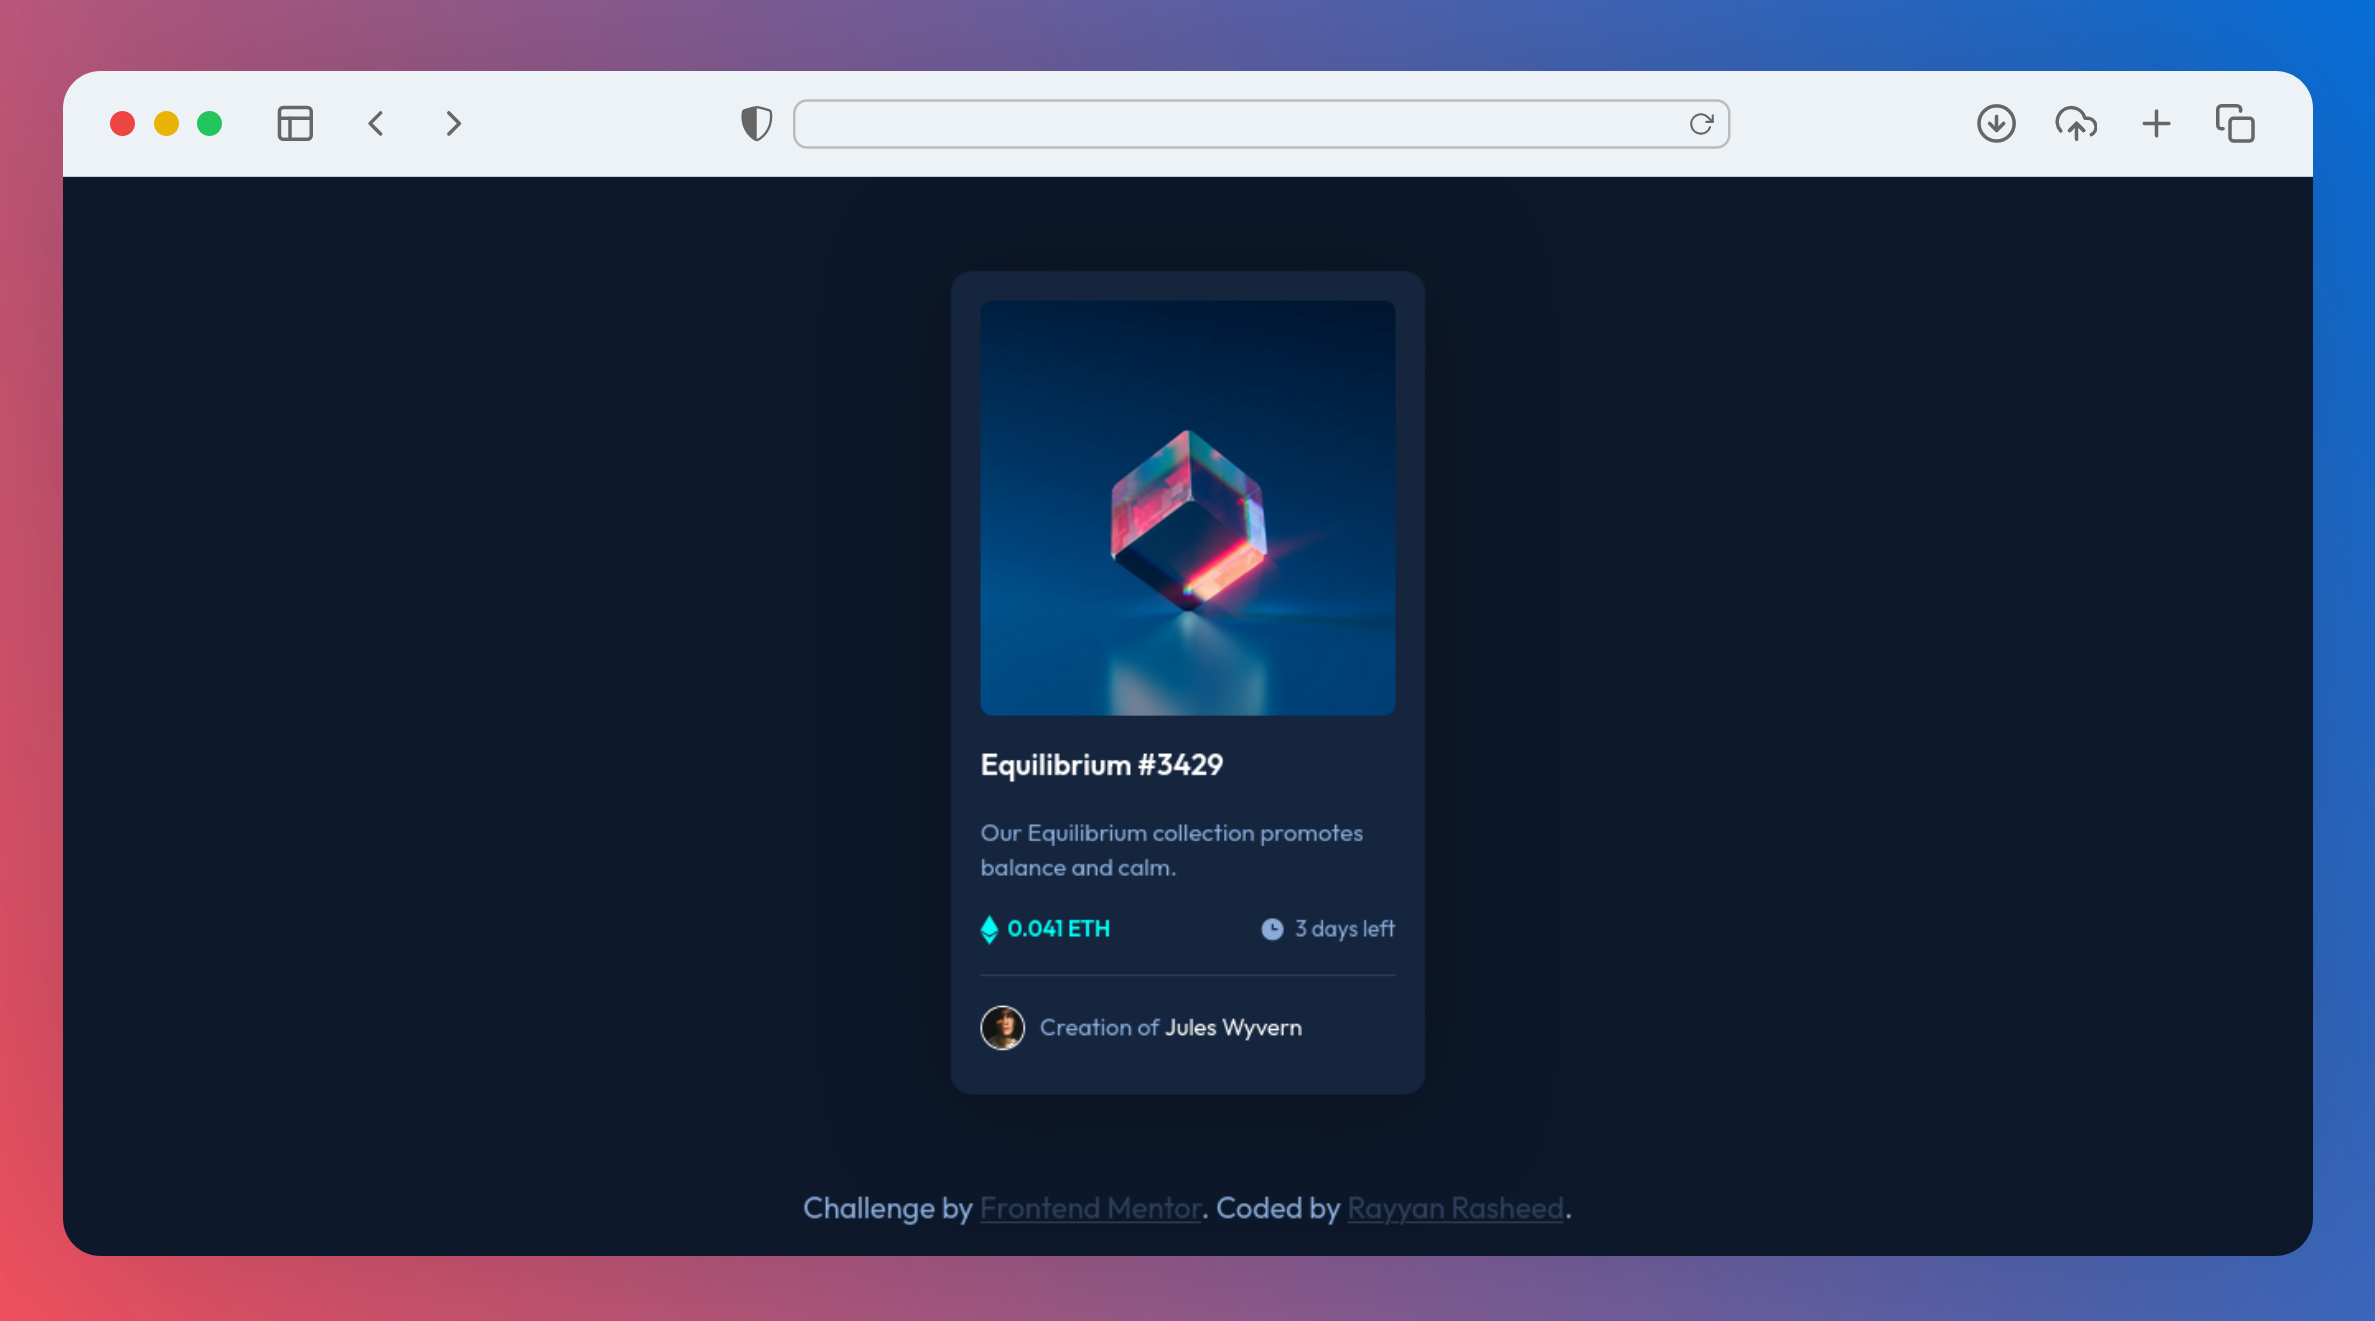 Equilibrium #3429
Our Equilibrium collection promotes
balance and calm.
0.041 ETH
3 days left
Creation of Jules Wyvern
Challenge by Frontend Mentor. Coded by Rayyan Rasheed.